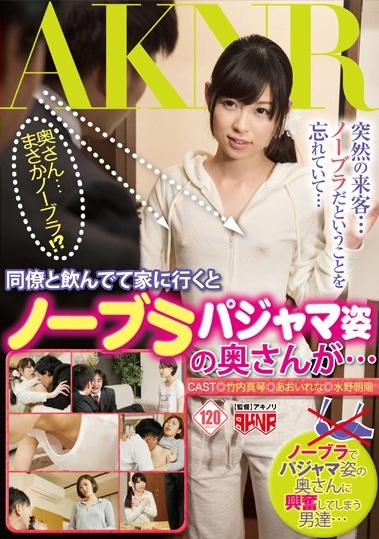 AKNR
突然の来客…
ノーブラだということを
忘れていて…
奥さん…
まさかノーブラ!?
同僚と飲んでて家に行くと
ノーブラパジャマ姿
の奥さんが…
CAST◎竹内真琴◎あおいれな◎水野朝陽
120
【監督】アキノリ
AKNR
ノーブラで
パジャマ姿の
奥さんに
興奮してしまう
男達…